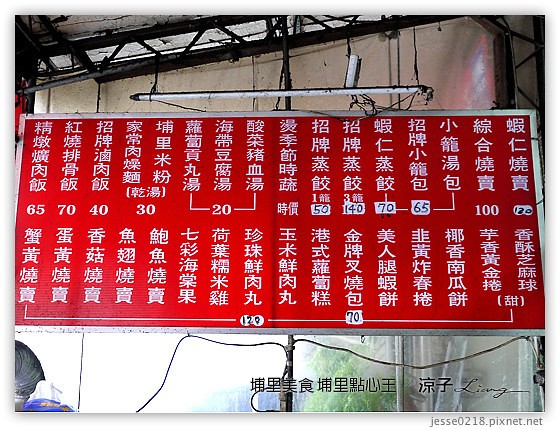 蝦仁燒賣 120
綜合燒賣 100
小籠湯包
招牌小籠包
65
蝦仁蒸餃 70
招牌蒸餃 3籠 140
招牌蒸餃 1籠 50
燙季節時蔬 時價
酸菜豬血湯
海帶豆腐湯
蘿蔔貢丸湯
20
埔里米粉
家常肉燥麵
(乾湯)
30
招牌滷肉飯 40
紅燒排骨飯 70
精燉爌肉飯 65
香酥芝麻球(甜)
芋香黃金捲
椰香南瓜餅
韭黃炸春捲
美人腿蝦餅
金牌叉燒包
港式蘿蔔糕
70
玉米鮮肉丸
珍珠鮮肉丸
荷葉糯米雞
七彩海棠果
鮑魚燒賣
魚翅燒賣
香菇燒賣
蛋黃燒賣
蟹黃燒賣
120
埔里美食 埔里點心王 涼子 Liang
jesse0218.pixnet.net